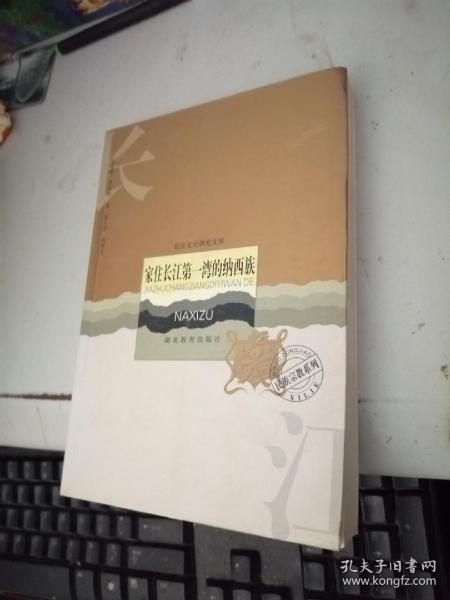 长
长江文化研究文库
家住长江第一湾的纳西族
JIAZHUCHANGJIANGDIYIWAN DE
NAXIZU
湖北教育出版社
民族宗教系列
XILIE
江
孔夫子旧书网
www.kongfz.com